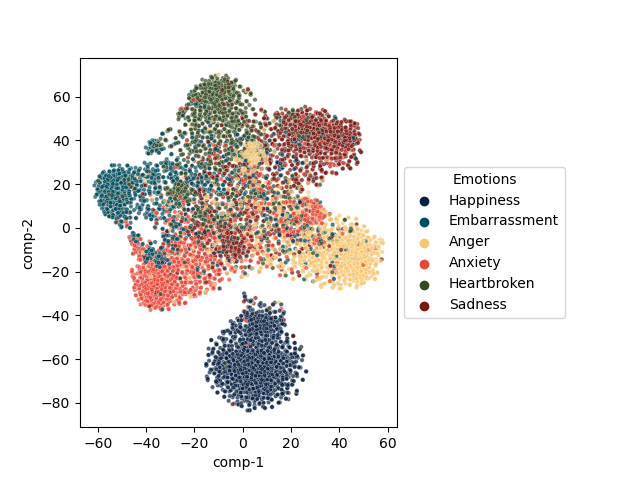 60
40
20
0
−20
−40
−60
−80
−60 −40 −20 0 20 40 60
comp-2
comp-1
Emotions
Happiness
Embarrassment
Anger
Anxiety
Heartbroken
Sadness